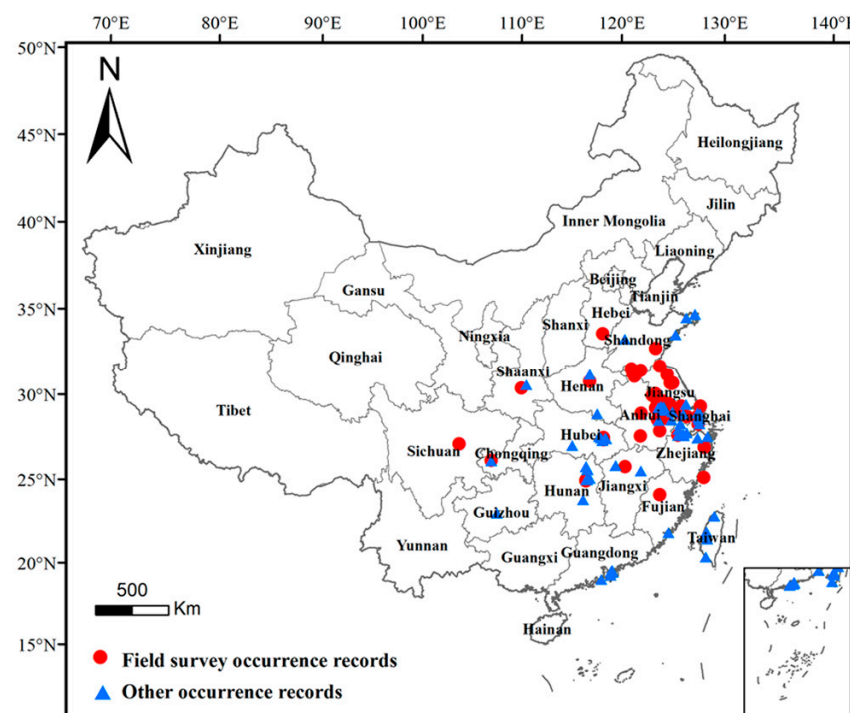 70°E 80°E 90°E 100°E 110°E 120°E 130°E 140°E
50°N
N
45°N
Heilongjiang
Jilin
40°N
Inner Mongolia
Xinjiang
Liaoning
Beijing
Gansu
Tianjin
35°N
Hebei
Shanxi
Ningxia
Shandong
Qinghai
Shaanxi
Henan
30°N
Jiangsu
Tibet
Anhui
Shanghai
Hubei
Sichuan
Chongqing
Zhejiang
25°N
Hunan
Jiangxi
Guizhou
Fujian
Taiwan
Yunnan
Guangxi
Guangdong
20°N
500
Km
Hainan
15°N
Field survey occurrence records
Other occurrence records